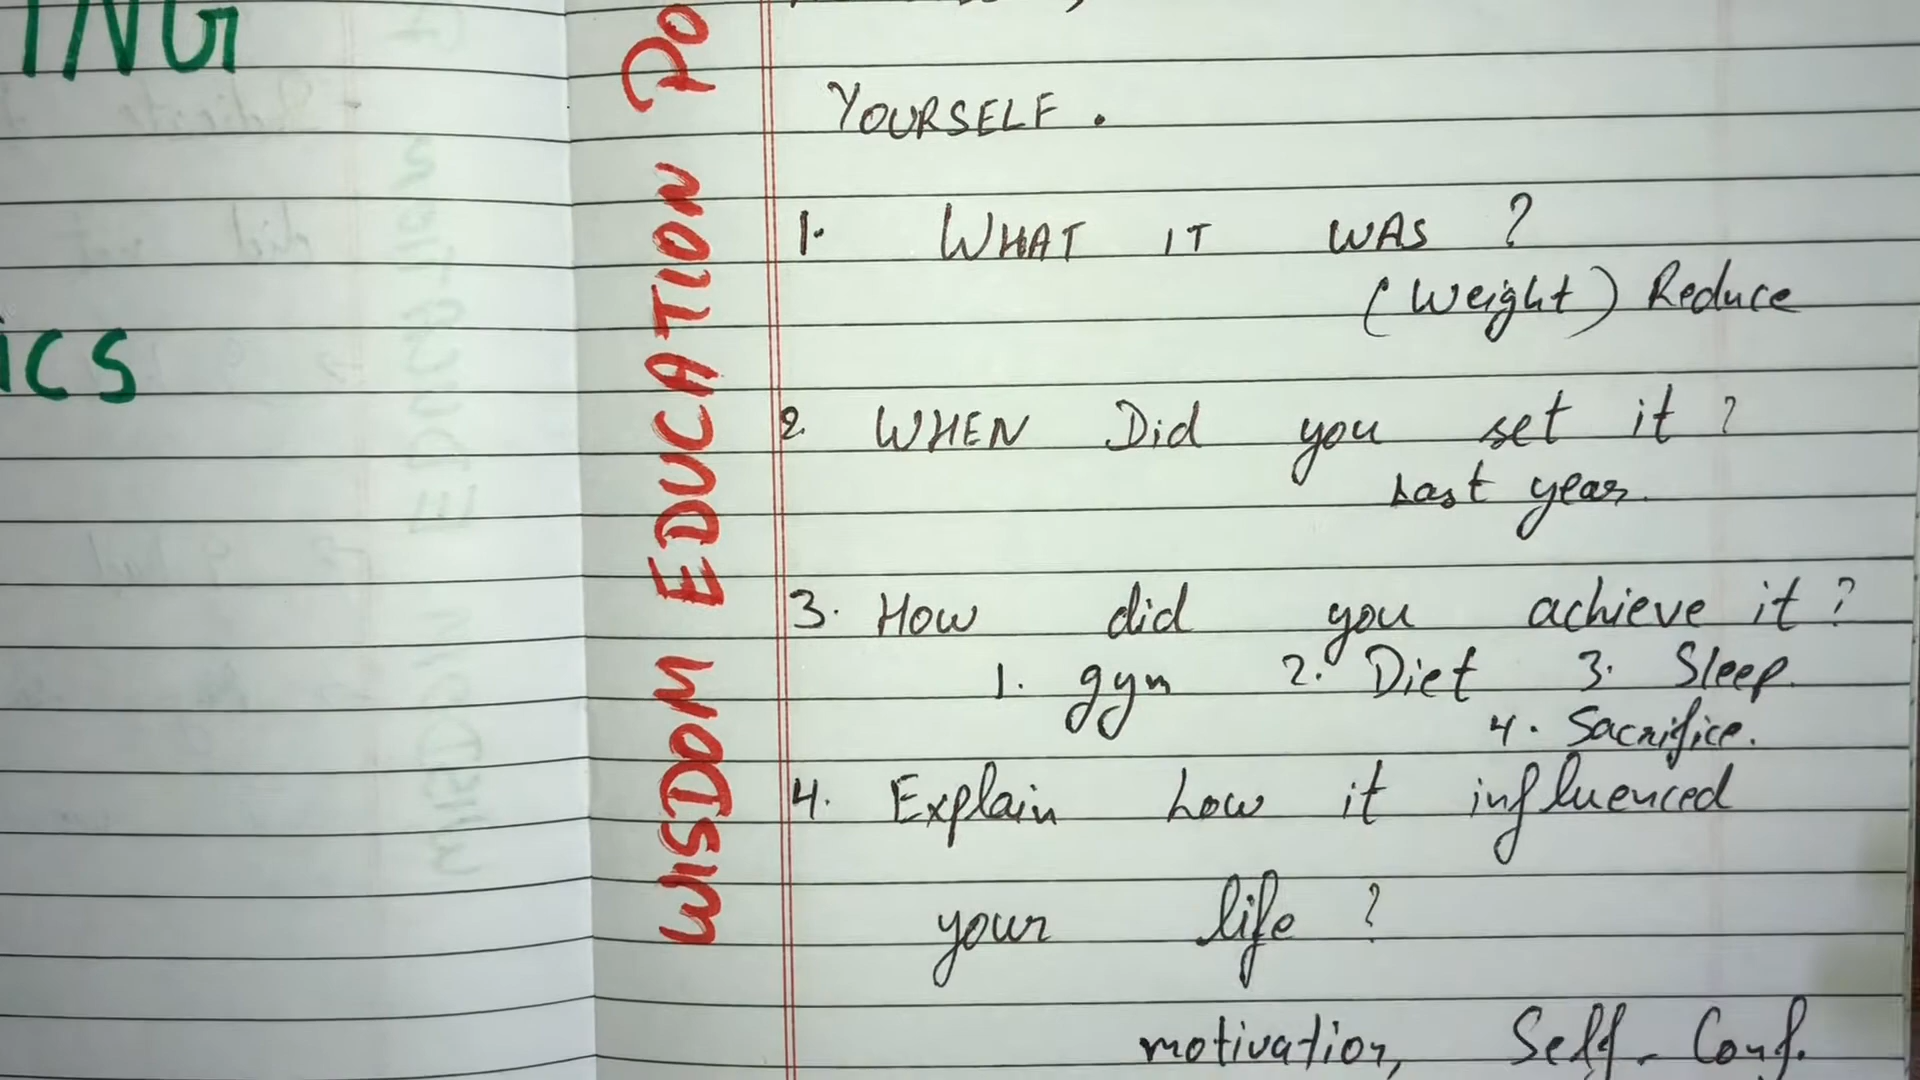 ING
ICS
WISDOM EDUCATION PO
YOURSELF.
1. WHAT IT WAS ?
(Weight) Reduce
2. WHEN Did you set it ?
Last year.
3. How did you achieve it ?
1. gym 2. Diet 3. Sleep.
4. Sacrifice.
4. Explain how it influenced
your life ?
motivation, Self-Conf.